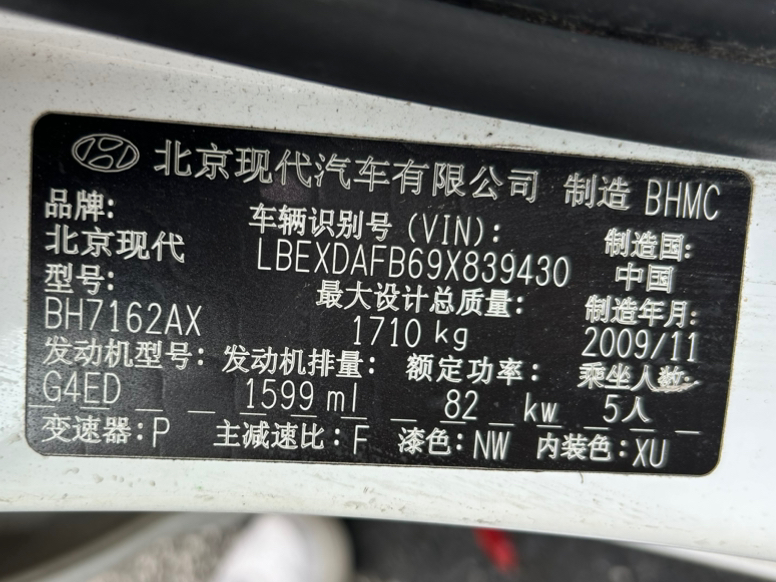 北京现代汽车有限公司 制造 BHMC
品牌: 车辆识别号 (VIN): 制造国:
北京现代 LBEXDAFB69X839430 中国
型号: 最大设计总质量: 制造年月:
BH7162AX 1710 kg 2009/11
发动机型号: 发动机排量: 额定功率: 乘坐人数:
G4ED 1599 ml 82 kw 5人
变速器: P 主减速比: F 漆色: NW 内装色: XU